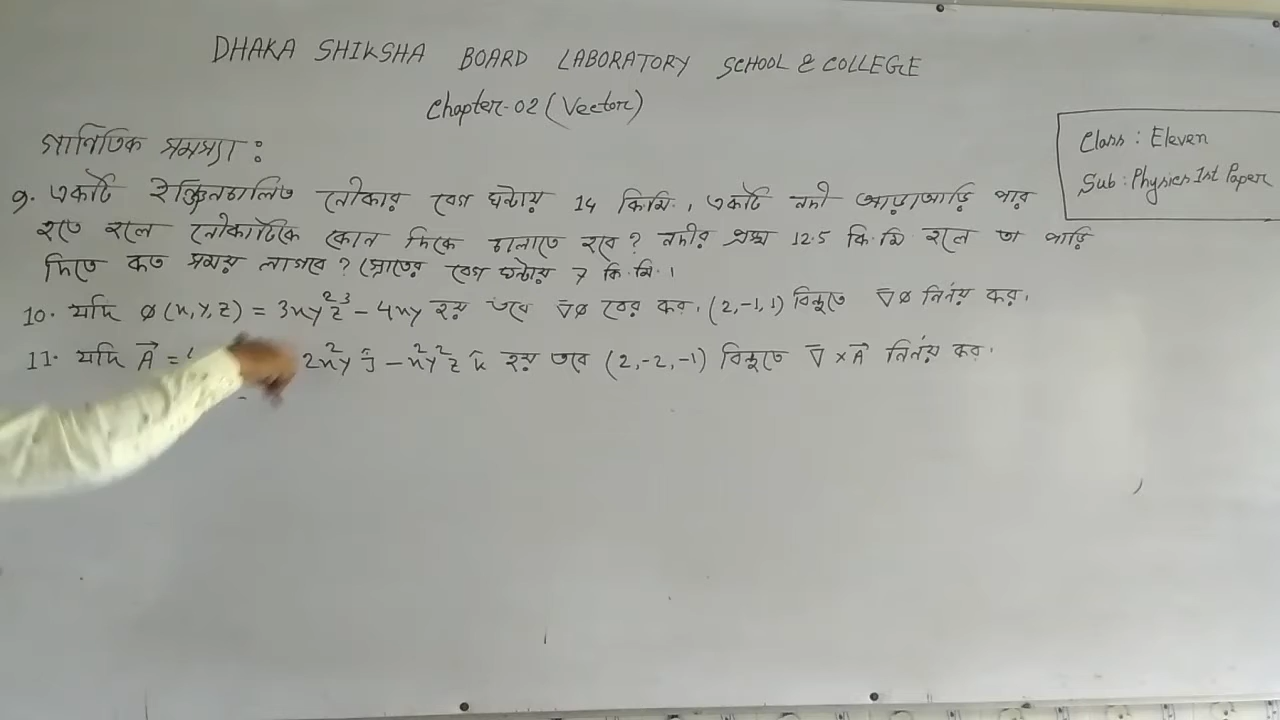 DHAKA SHIKSHA BOARD LABORATORY SCHOOL & COLLEGE
Chapter-02 (Vector)
Class : Eleven
Sub : Physics 1st Paper
গাণিতিক সমস্যা :
9. একটি ইঞ্জিনচালিত নৌকার বেগ ঘন্টায় 14 কি.মি. । একটি নদী আড়াআড়ি পার
হতে হলে নৌকাটিকে কোন দিকে চালাতে হবে ? নদীর প্রস্থ 12.5 কি.মি হলে তা পাড়ি
দিতে কত সময় লাগবে ? স্রোতের বেগ ঘন্টায় 7 কি.মি.।
10. যদি ø(x,y,z) = 3xy²z³ - 4xy হয় তবে ∇̄ø বের কর। (2,-1,1) বিন্দুতে ∇̄ø নির্নয় কর।
11. যদি A⃗ = 2x²y ĵ - x²y²z k̂ হয় তবে (2,-2,-1) বিন্দুতে ∇̄ × A⃗ নির্নয় কর।